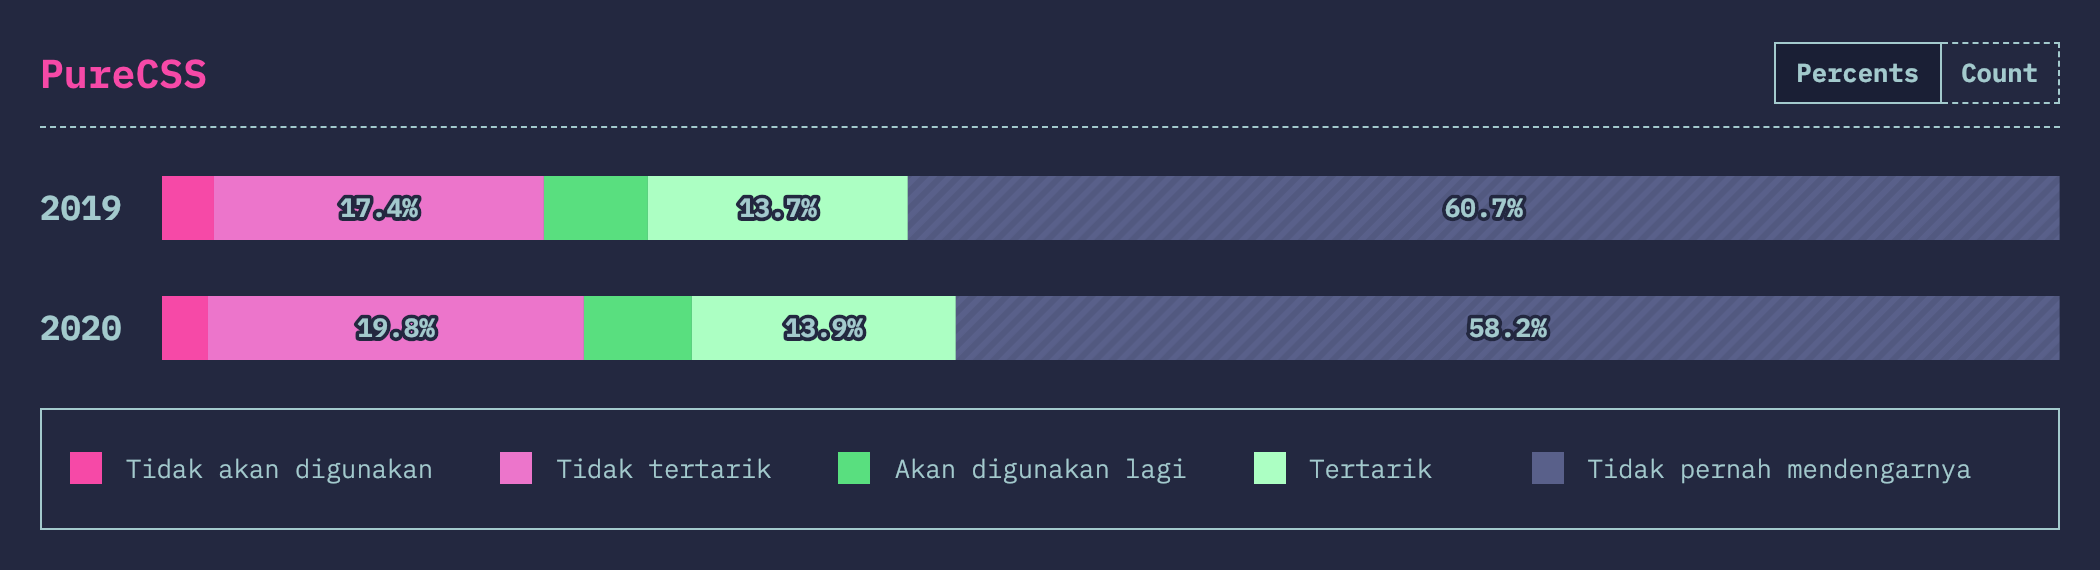 PureCSS
Percents Count
2019 17.4% 13.7% 60.7%
2020 19.8% 13.9% 58.2%
Tidak akan digunakan Tidak tertarik Akan digunakan lagi Tertarik Tidak pernah mendengarnya